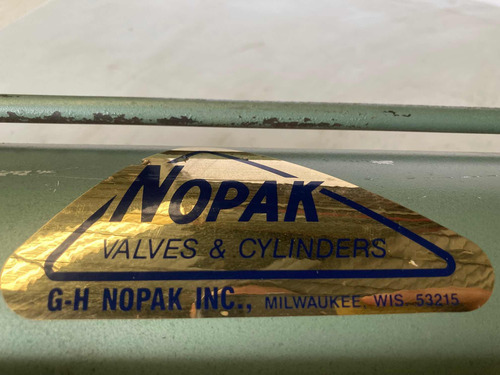 NOPAK
VALVES & CYLINDERS
G-H NOPAK INC., MILWAUKEE, WIS. 53215